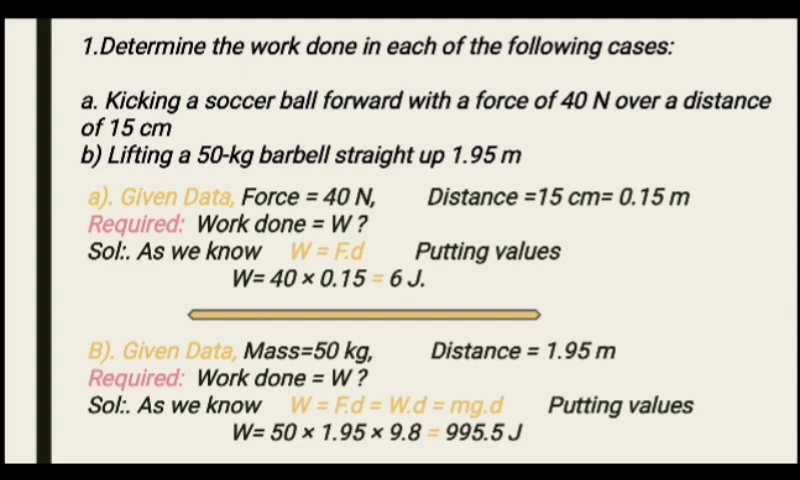 1.Determine the work done in each of the following cases:
a. Kicking a soccer ball forward with a force of 40 N over a distance
of 15 cm
b) Lifting a 50-kg barbell straight up 1.95 m
a). Given Data, Force = 40 N, Distance =15 cm= 0.15 m
Required: Work done = W ?
Sol:. As we know W = F.d Putting values
W= 40 × 0.15 = 6 J.
B). Given Data, Mass=50 kg, Distance = 1.95 m
Required: Work done = W ?
Sol:. As we know W = F.d = W.d = mg.d Putting values
W= 50 × 1.95 × 9.8 = 995.5 J